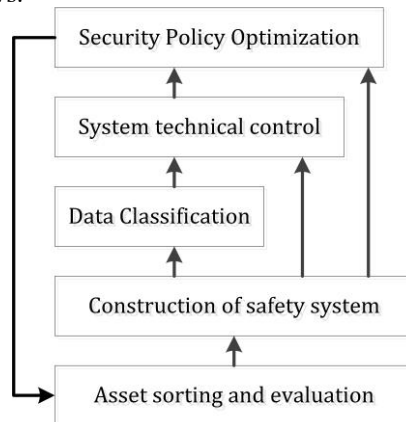 Security Policy Optimization
System technical control
Data Classification
Construction of safety system
Asset sorting and evaluation